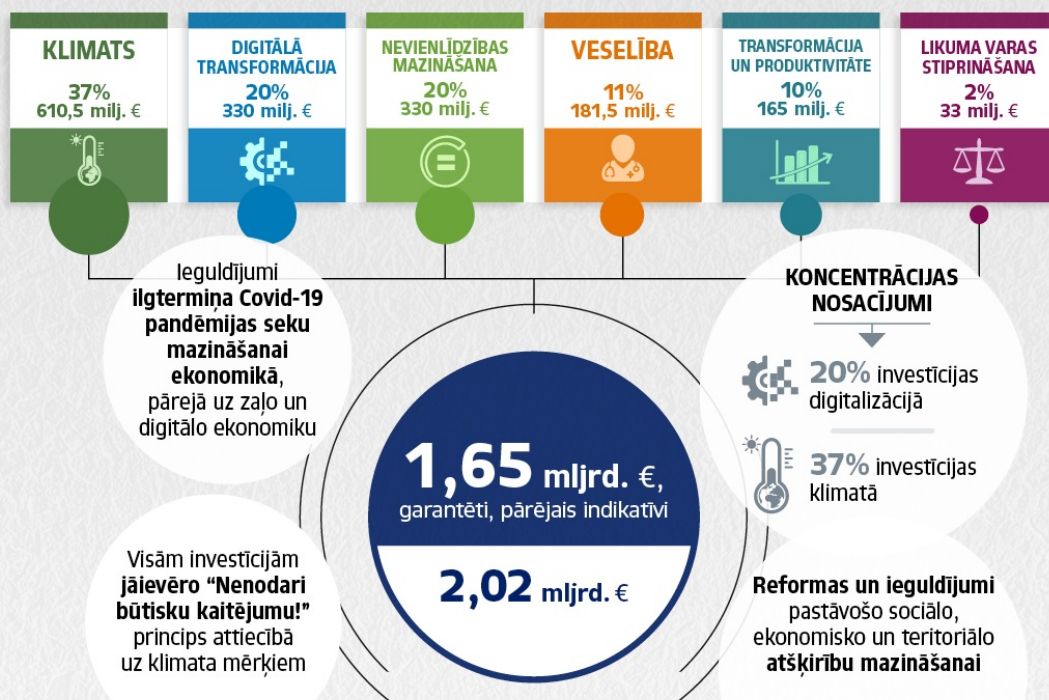 KLIMATS
37%
610,5 milj. €
DIGITĀLĀ
TRANSFORMĀCIJA
20%
330 milj. €
NEVIENLĪDZĪBAS
MAZINĀŠANA
20%
330 milj. €
VESELĪBA
11%
181,5 milj. €
TRANSFORMĀCIJA
UN PRODUKTIVITĀTE
10%
165 milj. €
LIKUMA VARAS
STIPRINĀŠANA
2%
33 milj. €
Ieguldījumi
ilgtermiņa Covid-19
pandēmijas seku
mazināšanai
ekonomikā,
pārejā uz zaļo un
digitālo ekonomiku
KONCENTRĀCIJAS
NOSACĪJUMI
20% investīcijas
digitalizācijā
37% investīcijas
klimatā
1,65 mljrd. €,
garantēti, pārējais indikatīvi
2,02 mljrd. €
Visām investīcijām
jāievēro “Nenodari
būtisku kaitējumu!”
princips attiecībā
uz klimata mērķiem
Reformas un ieguldījumi
pastāvošo sociālo,
ekonomisko un teritoriālo
atšķirību mazināšanai